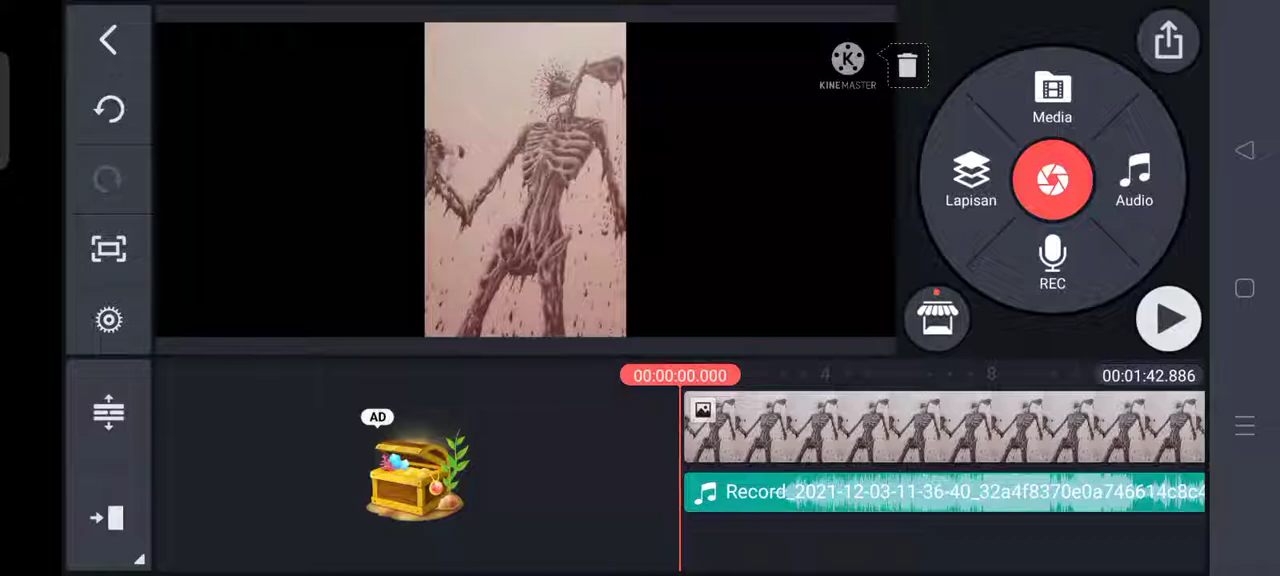 KINEMASTER
Media
Lapisan
Audio
REC
00:00:00.000
4
8
00:01:42.886
AD
Record_2021-12-03-11-36-40_32a4f8370e0a746614c8c4